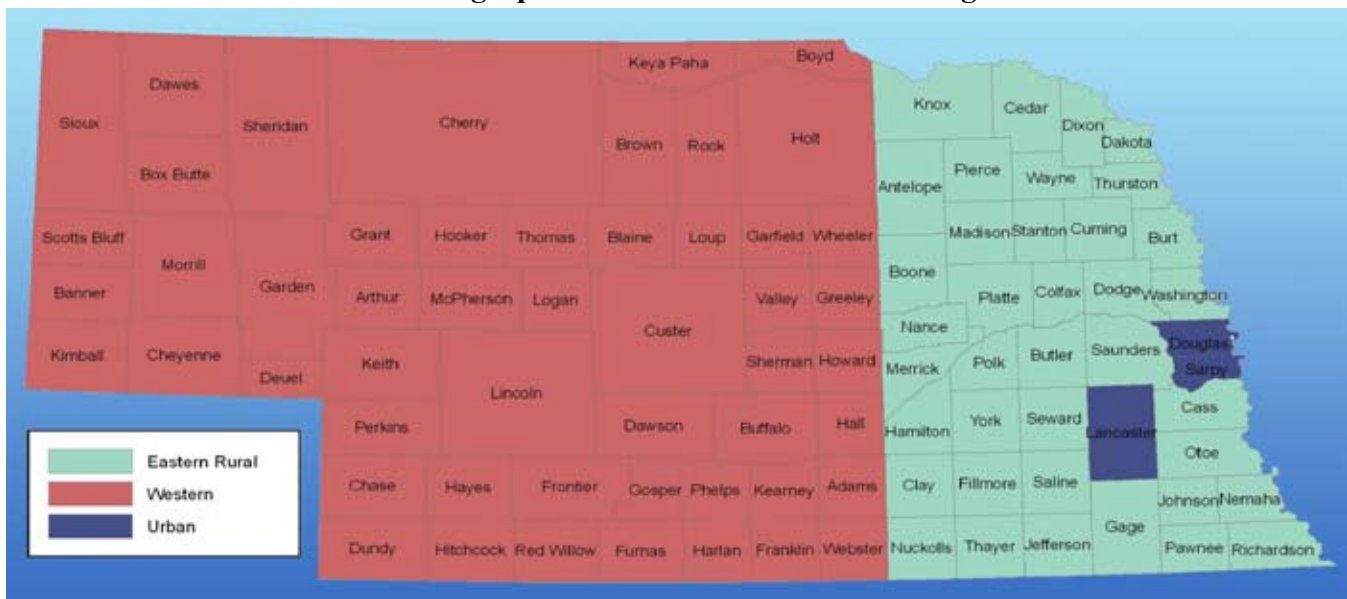 Keya Paha Boyd
Dawes Knox Cedar
Sioux Sheridan Cherry Dixon
Brown Rock Holt Dakota
Box Butte Antelope Pierce Wayne Thurston
Scotts Bluff Grant Hooker Thomas Blaine Loup Garfield Wheeler Madison Stanton Cuming Burt
Morrill Boone
Banner Garden Arthur McPherson Logan Valley Greeley Platte Colfax Dodge Washington
Custer Nance
Kimball Cheyenne Keith Sherman Howard Merrick Polk Butler Saunders Douglas
Deuel Sarpy
Lincoln
Perkins Dawson Buffalo Hall Hamilton York Seward Lancaster Cass
Otoe
Chase Hayes Frontier Gosper Phelps Kearney Adams Clay Fillmore Saline Johnson Nemaha
Gage
Dundy Hitchcock Red Willow Furnas Harlan Franklin Webster Nuckolls Thayer Jefferson Pawnee Richardson
Eastern Rural
Western
Urban